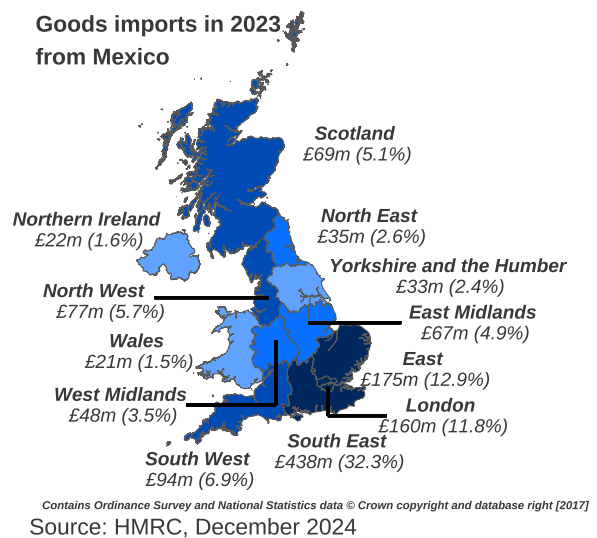 Goods imports in 2023
from Mexico
Scotland
£69m (5.1%)
Northern Ireland
£22m (1.6%)
North East
£35m (2.6%)
Yorkshire and the Humber
£33m (2.4%)
North West
£77m (5.7%)
East Midlands
£67m (4.9%)
Wales
£21m (1.5%)
East
£175m (12.9%)
West Midlands
£48m (3.5%)
London
£160m (11.8%)
South East
£438m (32.3%)
South West
£94m (6.9%)
Contains Ordinance Survey and National Statistics data © Crown copyright and database right [2017]
Source: HMRC, December 2024